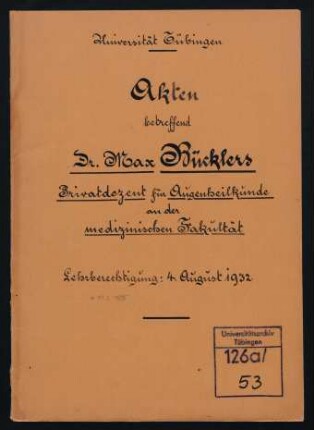 Universität Tübingen
Akten
betreffend
Dr. Max Bücklers
Privatdozent für Augenheilkunde
an der
medizinischen Fakultät
Lehrberechtigung: 4. August 1932
Universitätsarchiv
Tübingen
126a/
53